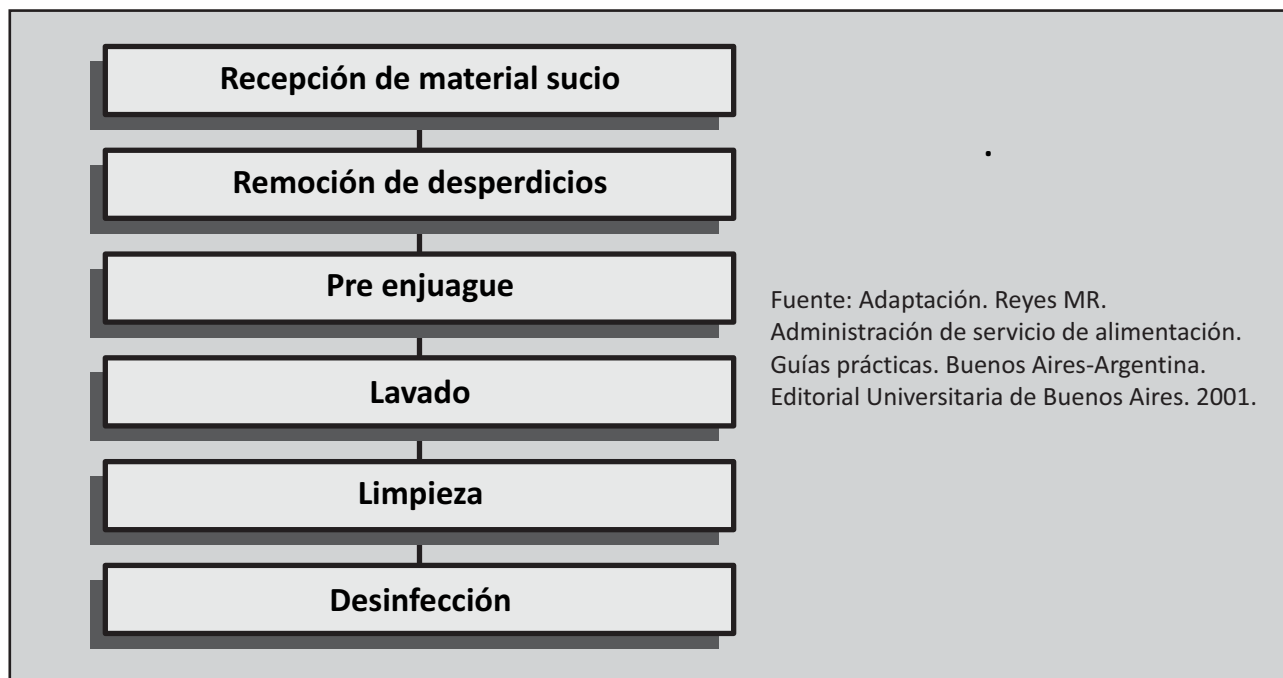 Recepción de material sucio
Remoción de desperdicios
Pre enjuague
Lavado
Limpieza
Desinfección
.
Fuente: Adaptación. Reyes MR.
Administración de servicio de alimentación.
Guías prácticas. Buenos Aires-Argentina.
Editorial Universitaria de Buenos Aires. 2001.